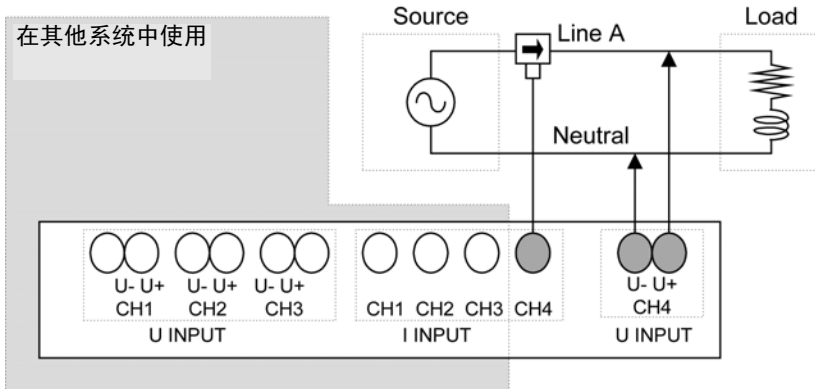 在其他系统中使用
Source
Line A
Load
Neutral
U- U+ U- U+ U- U+ U- U+
CH1 CH2 CH3 CH1 CH2 CH3 CH4 CH4
U INPUT I INPUT U INPUT